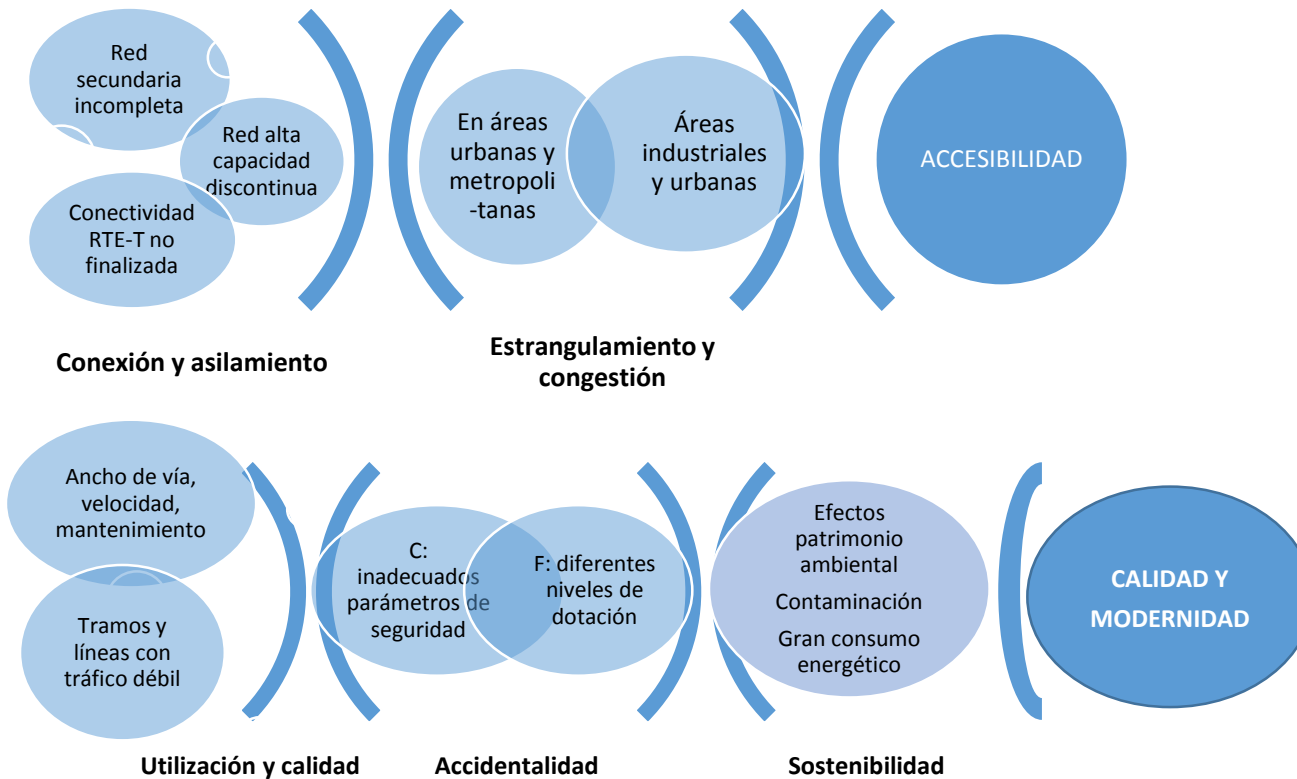 Red
secundaria
incompleta
Red alta
capacidad
discontinua
Conectividad
RTE-T no
finalizada
En áreas
urbanas y
metropoli
-tanas
Áreas
industriales
y urbanas
ACCESIBILIDAD
Conexión y asilamiento
Estrangulamiento y
congestión
Ancho de vía,
velocidad,
mantenimiento
Tramos y
líneas con
tráfico débil
C:
inadecuados
parámetros de
seguridad
F: diferentes
niveles de
dotación
Efectos
patrimonio
ambiental
Contaminación
Gran consumo
energético
CALIDAD Y
MODERNIDAD
Utilización y calidad
Accidentalidad
Sostenibilidad